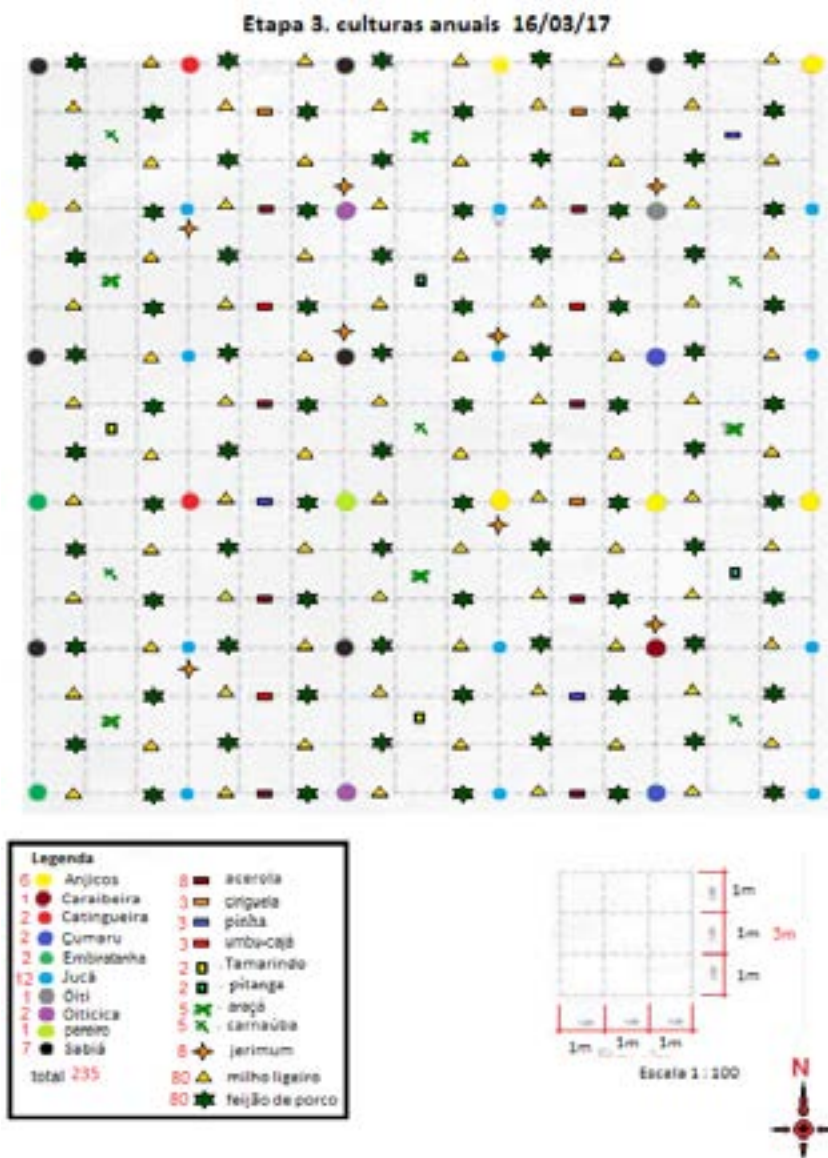 Etapa 3. culturas anuais 16/03/17
Legenda
6 Anjicos
1 Caraibeira
2 Catingueira
2 Cumaru
2 Embiratanha
12 Jucá
1 Oiti
2 Oiticica
1 pereiro
7 Sabiá
total 235
8 acerola
3 ciriguela
3 pinha
3 umbu-cajá
2 Tamarindo
2 pitanga
5 araçá
5 carnaúba
8 jerimum
80 milho ligeiro
80 feijão de porco
1m
1m 3m
1m
1m 1m 1m
Escala 1:100
N